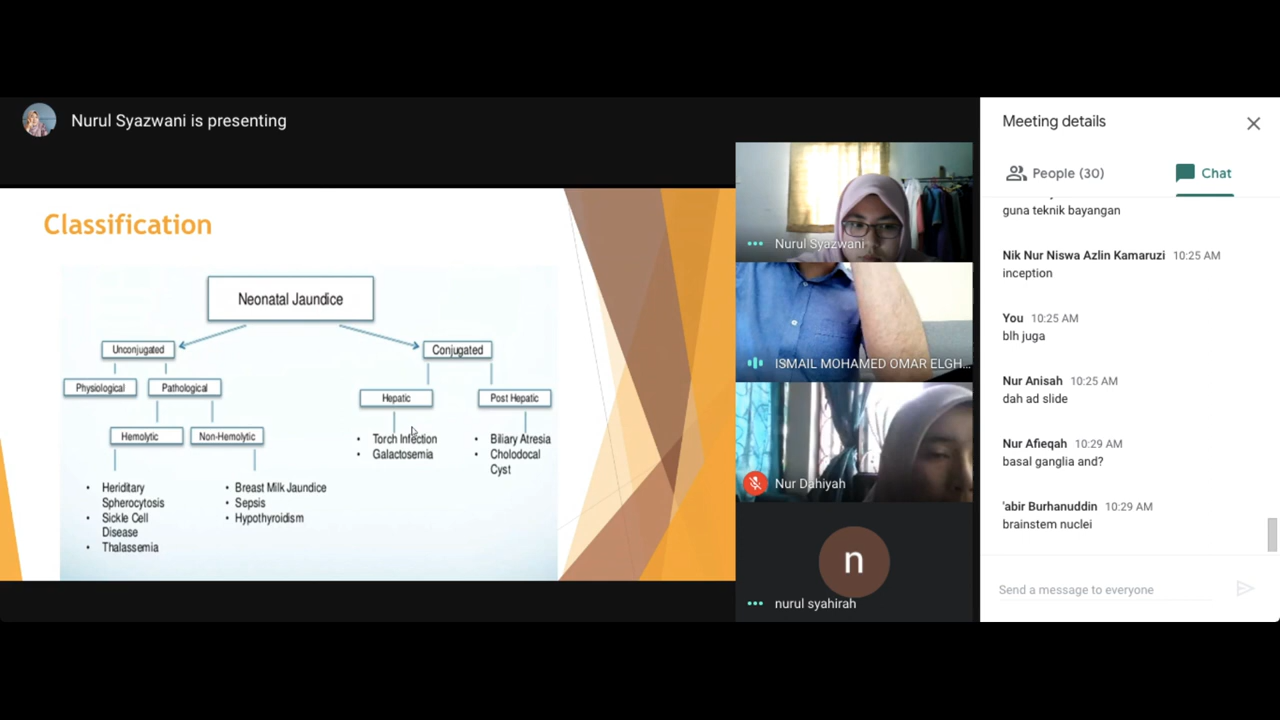 Nurul Syazwani is presenting
Classification
Neonatal Jaundice
Unconjugated
Conjugated
Physiological
Pathological
Hepatic
Post Hepatic
Hemolytic
Non-Hemolytic
• Torch Infection
• Galactosemia
• Biliary Atresia
• Cholodocal
Cyst
• Hereditary
Spherocytosis
• Sickle Cell
Disease
• Thalassemia
• Breast Milk Jaundice
• Sepsis
• Hypothyroidism
Nurul Syazwani
ISMAIL MOHAMED OMAR ELGH...
Nur Dahiyah
n
nurul syahirah
Meeting details
People (30)
Chat
guna teknik bayangan
Nik Nur Niswa Azlin Kamaruzi 10:25 AM
inception
You 10:25 AM
blh juga
Nur Anisah 10:25 AM
dah ad slide
Nur Afieqah 10:29 AM
basal ganglia and?
'abir Burhanuddin 10:29 AM
brainstem nuclei
Send a message to everyone